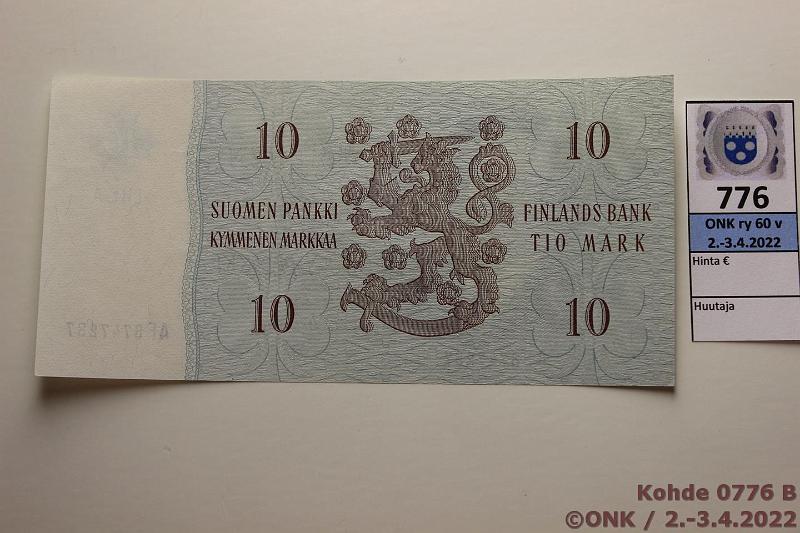 10
10
SUOMEN PANKKI
KYMMENEN MARKKAA
FINLANDS BANK
TIO MARK
10
10
776
ONK ry 60 v
2.-3.4.2022
Hinta €
Huutaja
Kohde 0776 B
©ONK / 2.-3.4.2022